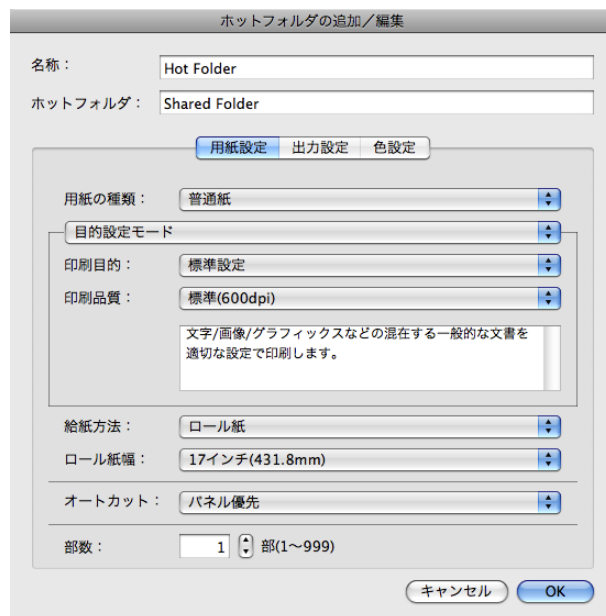 ホットフォルダの追加／編集
名称： Hot Folder
ホットフォルダ： Shared Folder
用紙設定 出力設定 色設定
用紙の種類： 普通紙
目的設定モード
印刷目的： 標準設定
印刷品質： 標準(600dpi)
文字/画像/グラフィックスなどの混在する一般的な文書を
適切な設定で印刷します。
給紙方法： ロール紙
ロール紙幅： 17インチ(431.8mm)
オートカット： パネル優先
部数： 1 部(1〜999)
キャンセル OK